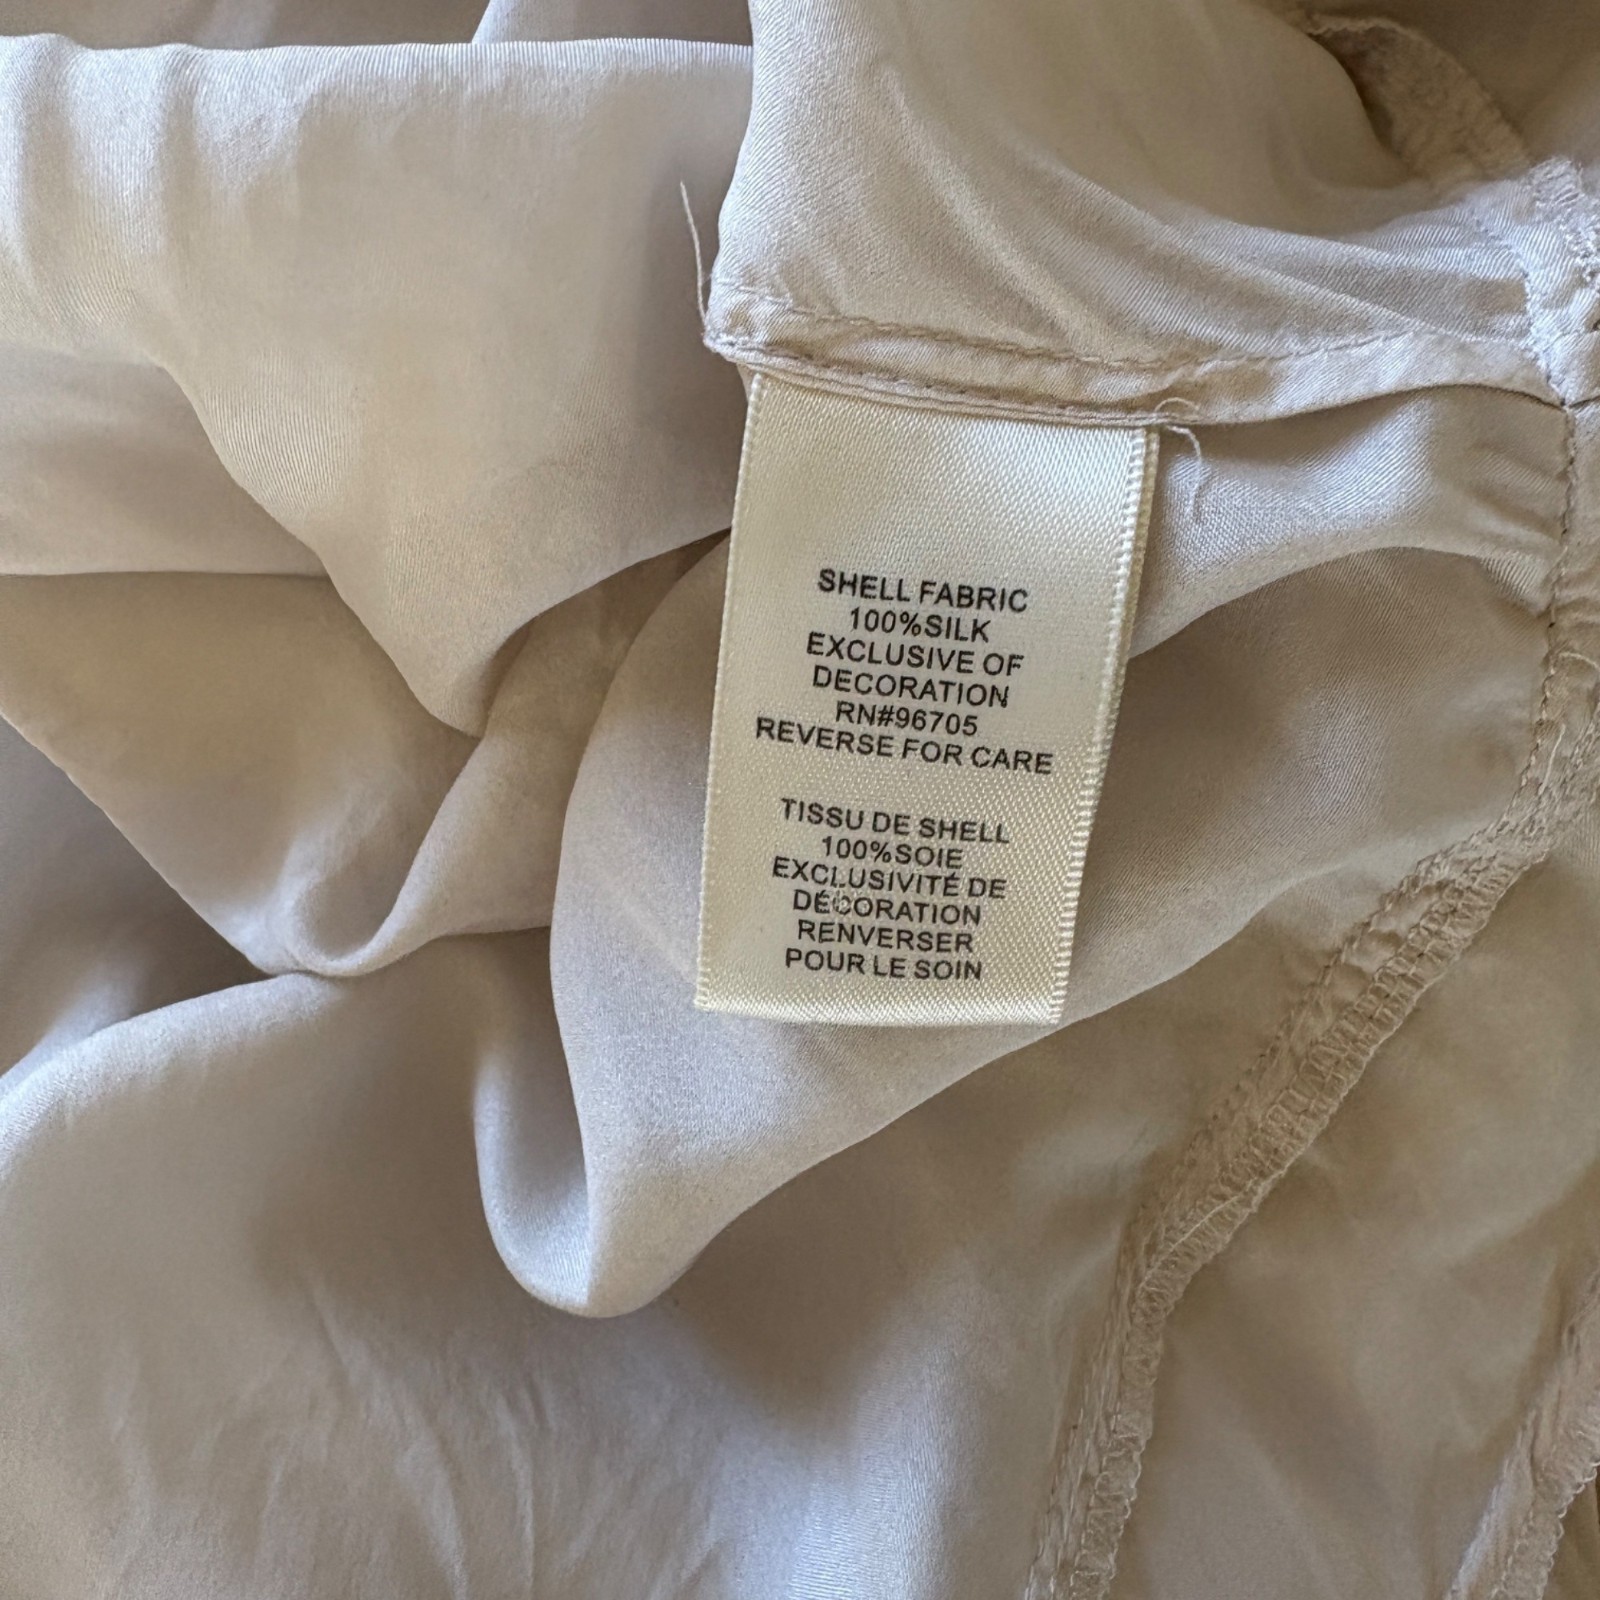 SHELL FABRIC
100%SILK
EXCLUSIVE OF
DECORATION
RN#96705
REVERSE FOR CARE
TISSU DE SHELL
100%SOIE
EXCLUSIVITÉ DE
DÉCORATION
RENVERSER
POUR LE SOIN